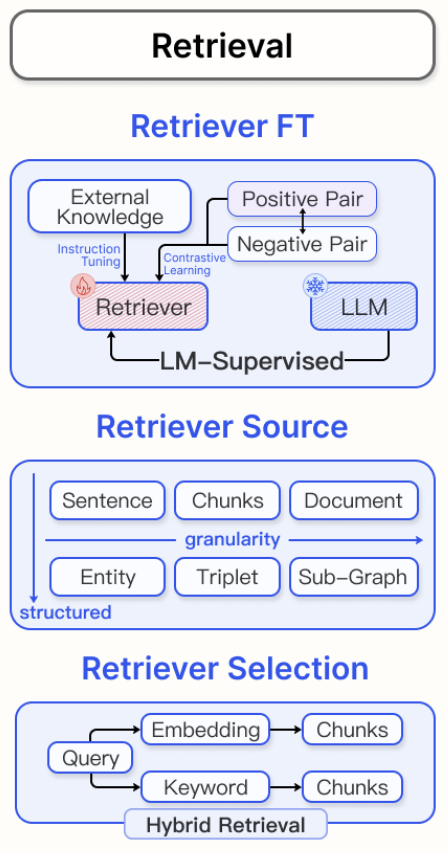 Retrieval
Retriever FT
External
Knowledge
Positive Pair
Negative Pair
Instruction
Tuning
Contrastive
Learning
Retriever
LLM
LM-Supervised
Retriever Source
Sentence
Chunks
Document
granularity
Entity
Triplet
Sub-Graph
structured
Retriever Selection
Embedding
Chunks
Query
Keyword
Chunks
Hybrid Retrieval